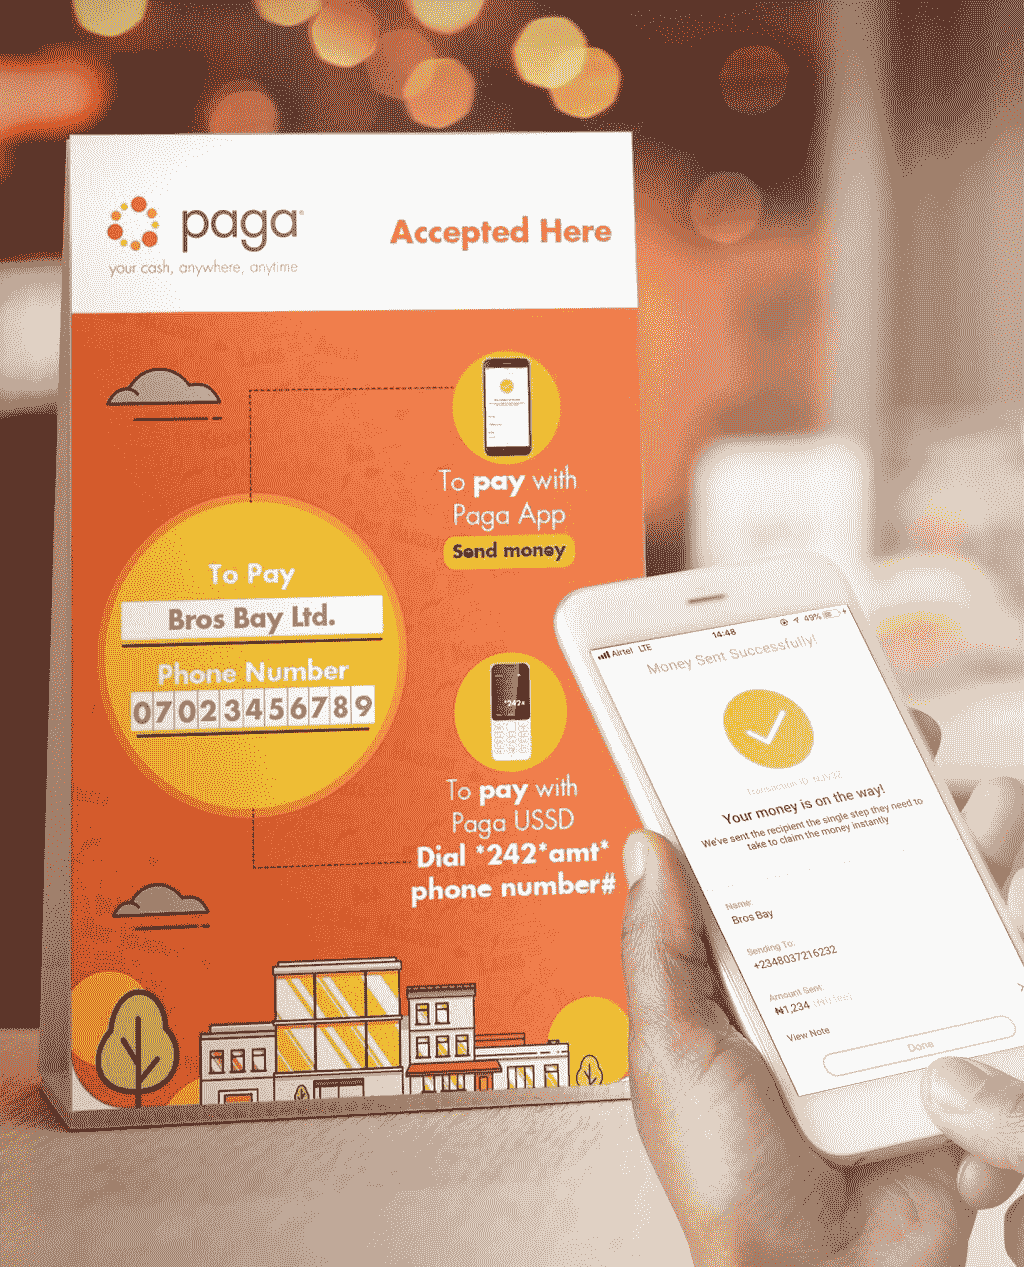 paga
your cash, anywhere, anytime
Accepted Here
To pay with
Paga App
Send money
To Pay
Bros Bay Ltd.
Phone Number
07023456789
*242*
To pay with
Paga USSD
Dial *242*amt*
phone number#
Airtel LTE
14:48
49%
Money Sent Successfully!
Transaction ID:
Your money is on the way!
We've sent the recipient the single step they need to
take to claim the money instantly
Name:
Bros Bay
Sending To:
+2348037216232
Amount Sent
₦1,234
View Note
Done